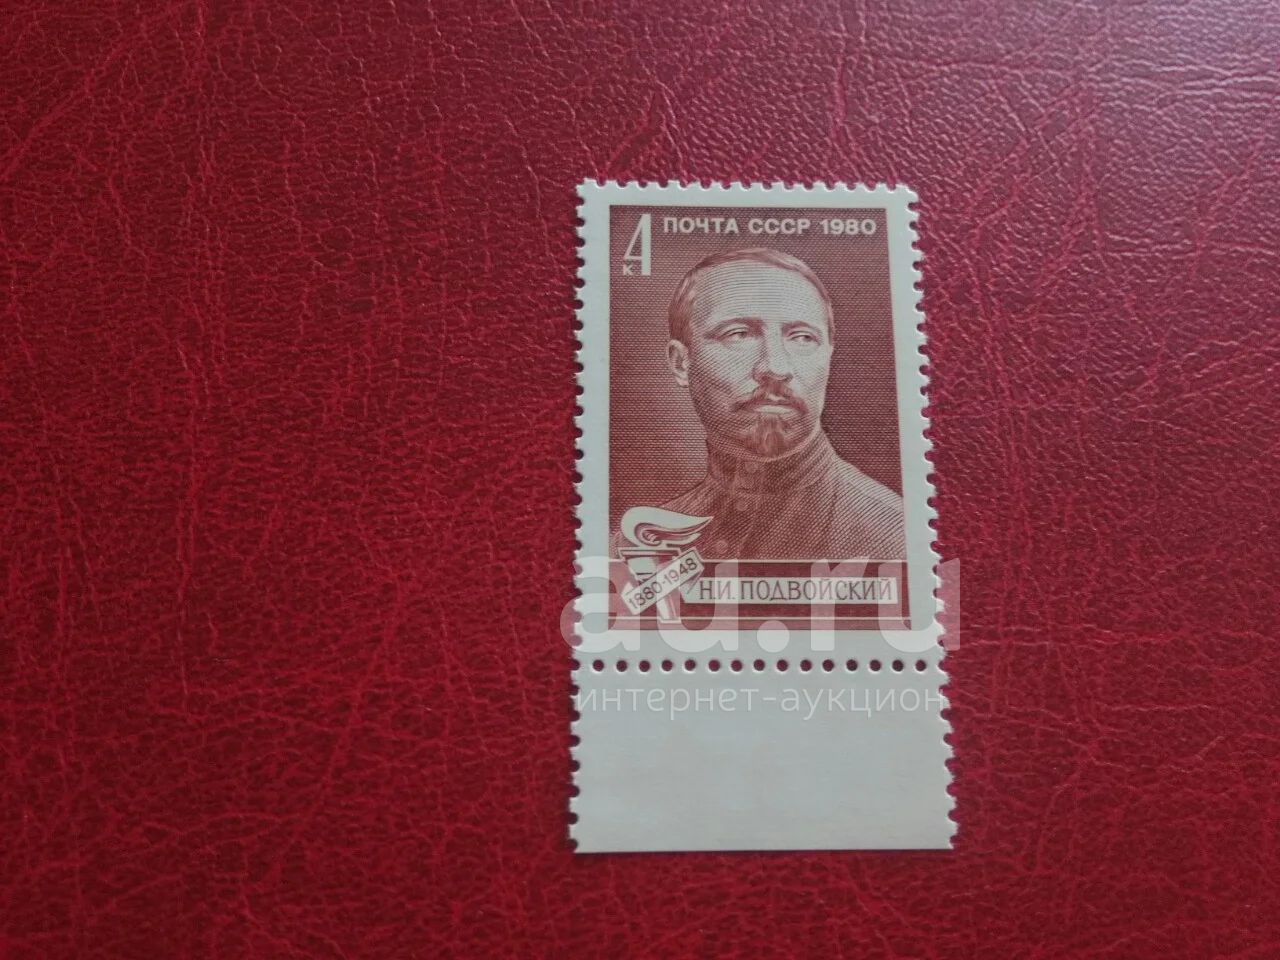 4 ПОЧТА СССР 1980
к
1880-1948
Н.И. ПОДВОЙСКИЙ
au.ru
интернет-аукцион